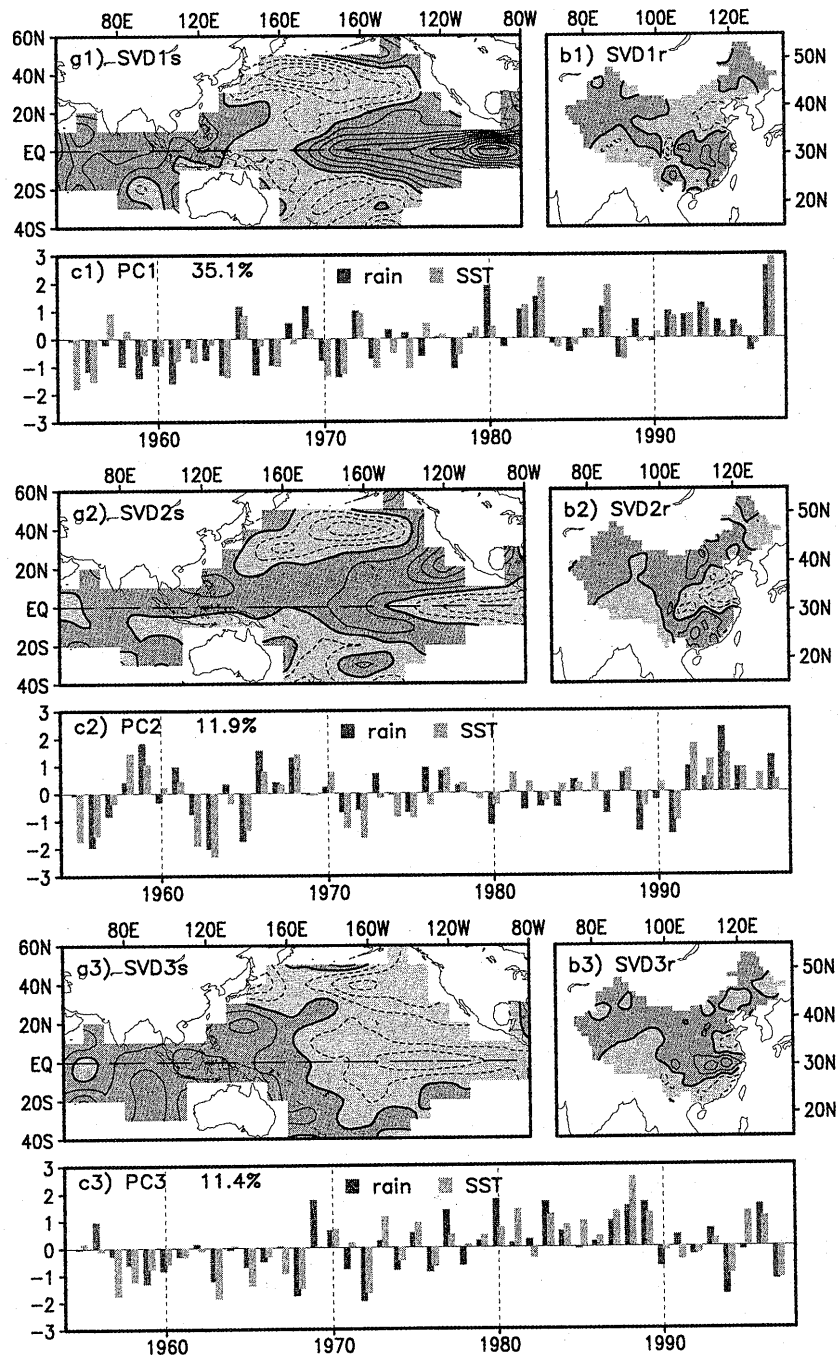 80E 120E 160E 160W 120W 80W 80E 100E 120E
60N g1) SVD1s b1) SVD1r 50N
40N 40N
20N
EQ 30N
20S 20N
40S
3 c1) PC1 35.1% rain SST
2
1
0
-1
-2
-3
1960 1970 1980 1990
80E 120E 160E 160W 120W 80W 80E 100E 120E
60N g2) SVD2s b2) SVD2r 50N
40N 40N
20N
EQ 30N
20S 20N
40S
3 c2) PC2 11.9% rain SST
2
1
0
-1
-2
-3
1960 1970 1980 1990
80E 120E 160E 160W 120W 80W 80E 100E 120E
60N g3) SVD3s b3) SVD3r 50N
40N 40N
20N
EQ 30N
20S 20N
40S
3 c3) PC3 11.4% rain SST
2
1
0
-1
-2
-3
1960 1970 1980 1990